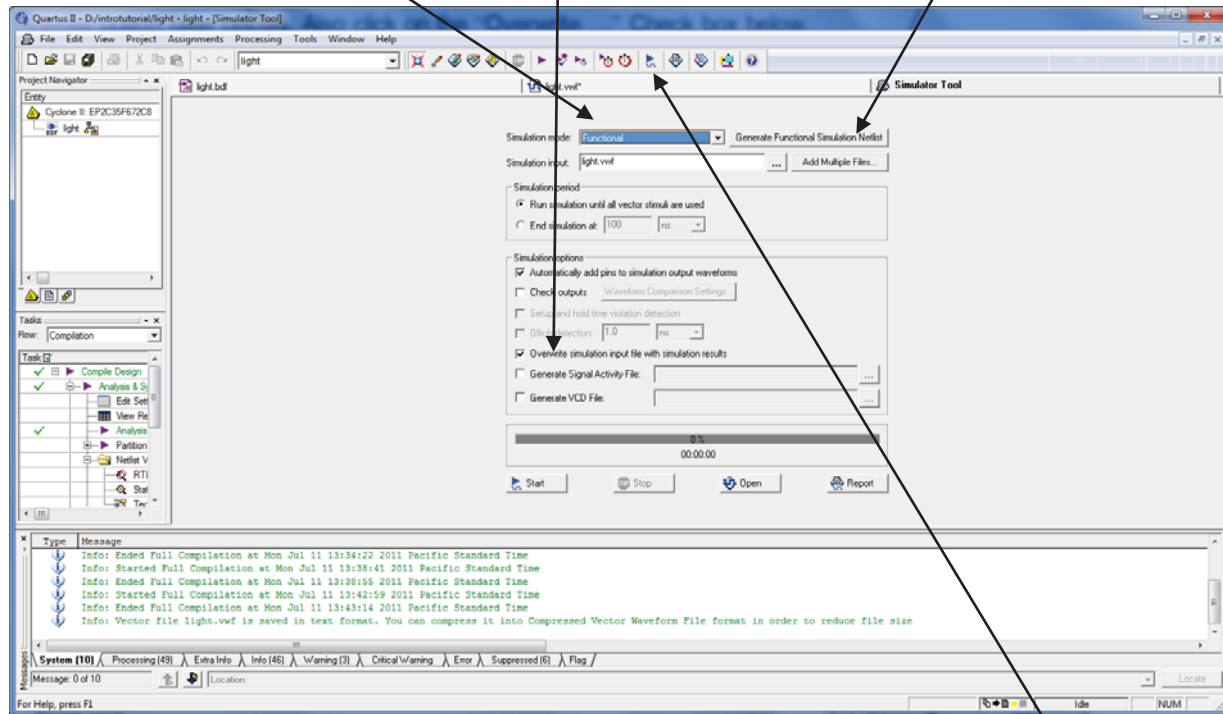 Also click on the "Overwrite ..." Check box below
Quartus II - D:/introtutorial/light - light - [Simulator Tool]
File Edit View Project Assignments Processing Tools Window Help
light
Project Navigator
light.bdf
light.vwf*
Simulator Tool
Entity
Cyclone II: EP2C35F672C8
light
Simulation mode: Functional Generate Functional Simulation Netlist
Simulation input: light.vwf ... Add Multiple Files...
Simulation period
Run simulation until all vector stimuli are used
End simulation at: 100 ns
Simulation options
Automatically add pins to simulation output waveforms
Check outputs Waveform Comparison Settings...
Setup and hold time violation detection
Glitch detection: 1.0 ns
Overwrite simulation input file with simulation results
Generate Signal Activity File: ...
Generate VCD File: ...
0 %
00:00:00
Start Stop Open Report
Tasks
Flow: Compilation
Task
Compile Design
Analysis & Sy
Edit Sett
View Re
Analysis
Partition
Netlist V
RTL
Stat
Tec
Type Message
Info: Ended Full Compilation at Mon Jul 11 13:34:22 2011 Pacific Standard Time
Info: Started Full Compilation at Mon Jul 11 13:38:41 2011 Pacific Standard Time
Info: Ended Full Compilation at Mon Jul 11 13:38:55 2011 Pacific Standard Time
Info: Started Full Compilation at Mon Jul 11 13:42:59 2011 Pacific Standard Time
Info: Ended Full Compilation at Mon Jul 11 13:43:14 2011 Pacific Standard Time
Info: Vector file light.vwf is saved in text format. You can compress it into Compressed Vector Waveform File format in order to reduce file size
System (10) Processing (49) Extra Info Info (46) Warning (3) Critical Warning Error Suppressed (6) Flag
Messages
Message: 0 of 10 Location: Locate
For Help, press F1 Idle NUM